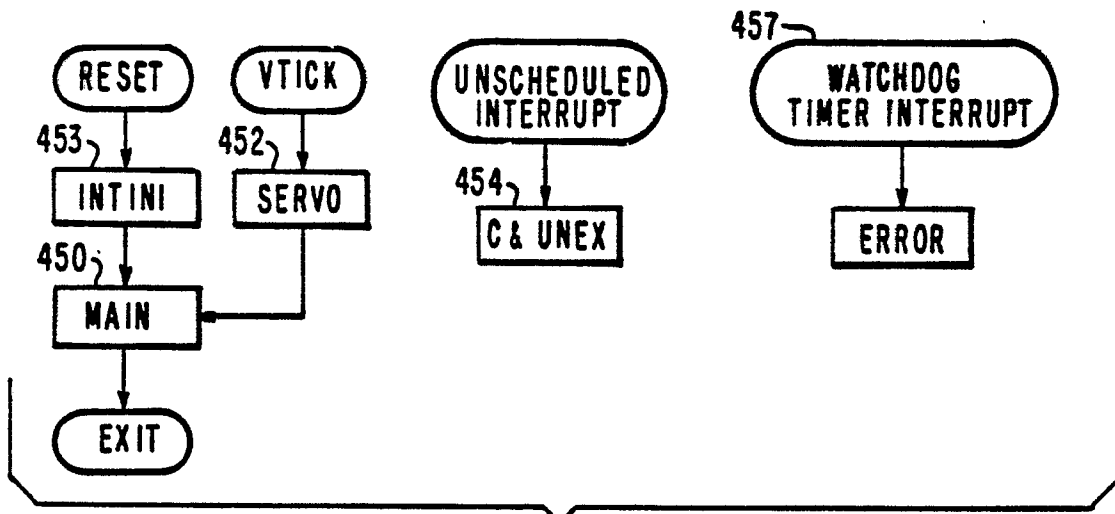 457
RESET
VTICK
UNSCHEDULED
INTERRUPT
WATCHDOG
TIMER INTERRUPT
453
452
454
INTINI
SERVO
C & UNEX
ERROR
450
MAIN
EXIT